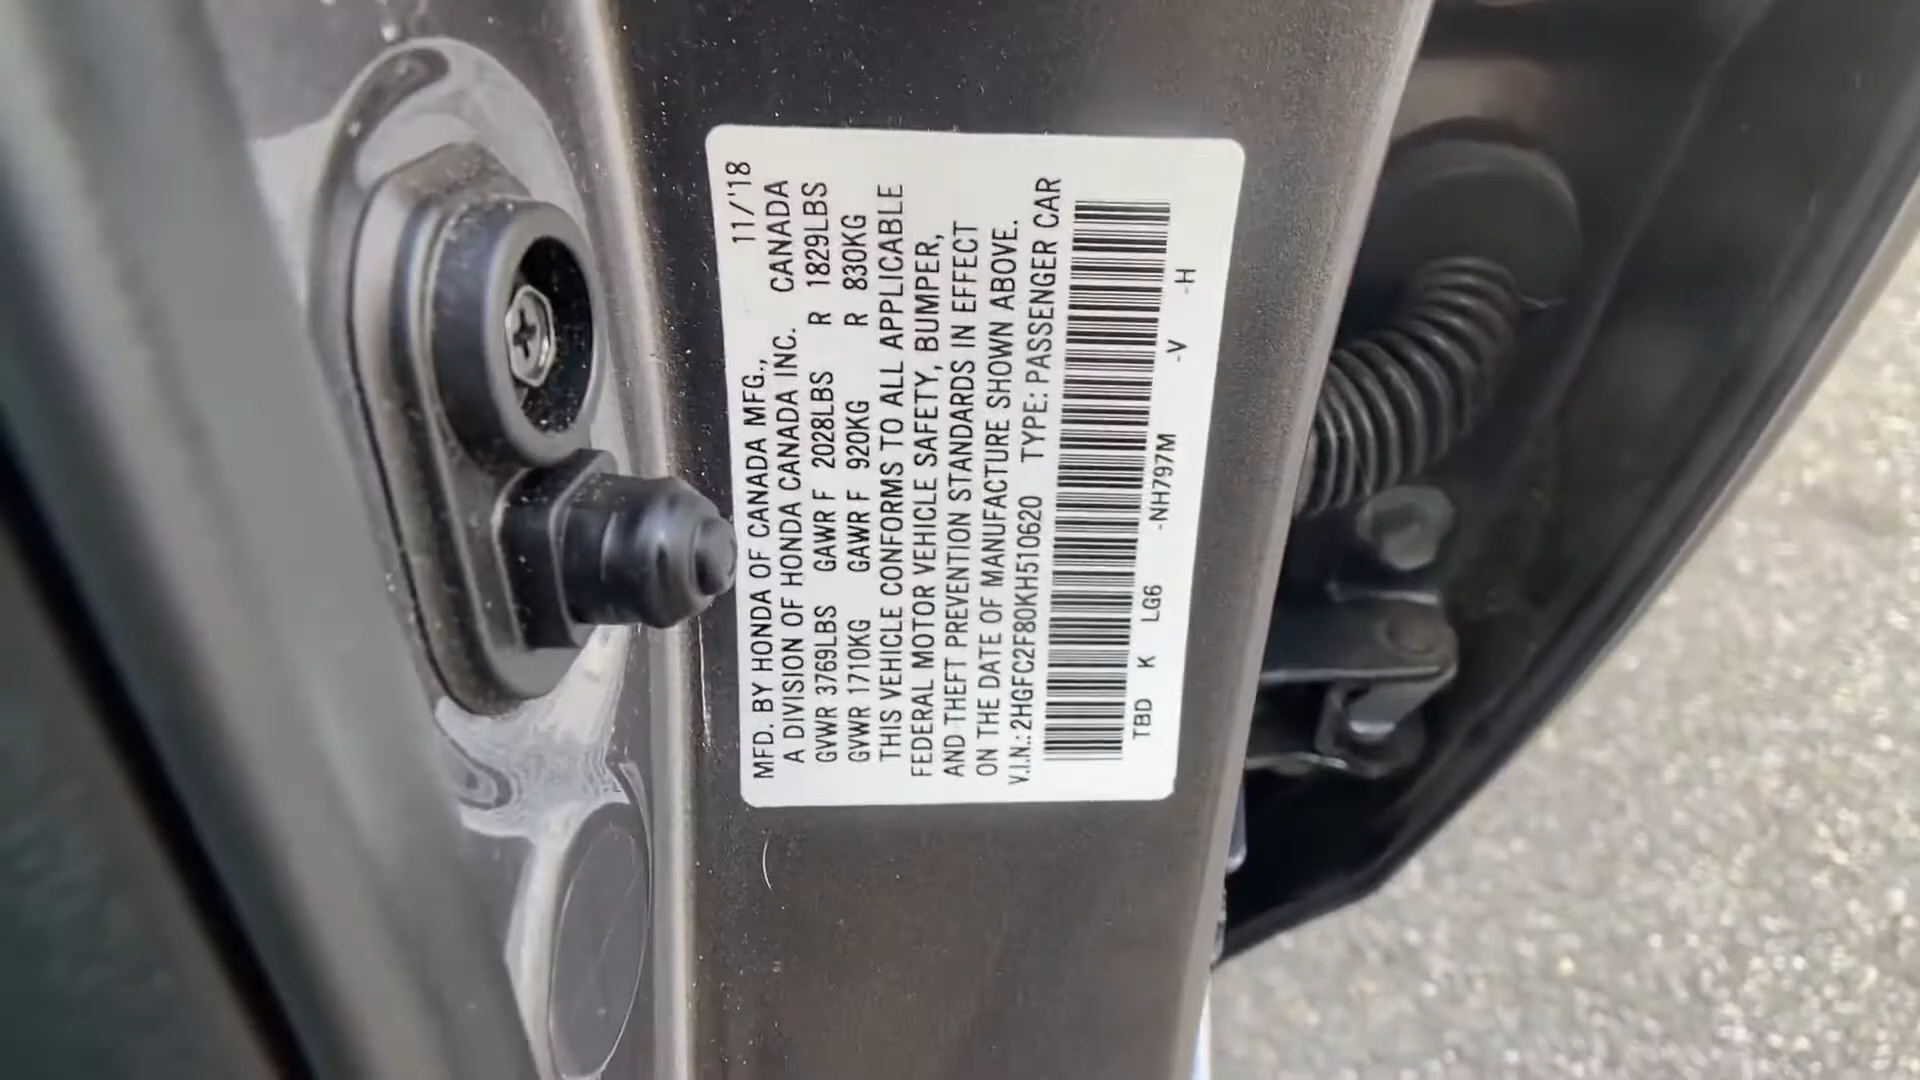 11/'18
MFD. BY HONDA OF CANADA MFG.,
A DIVISION OF HONDA CANADA INC. CANADA
GVWR 3769LBS GAWR F 2028LBS R 1829LBS
GVWR 1710KG GAWR F 920KG R 830KG
THIS VEHICLE CONFORMS TO ALL APPLICABLE
FEDERAL MOTOR VEHICLE SAFETY, BUMPER,
AND THEFT PREVENTION STANDARDS IN EFFECT
ON THE DATE OF MANUFACTURE SHOWN ABOVE.
V.I.N.: 2HGFC2F80KH510620 TYPE: PASSENGER CAR
TBD K LG6 -NH797M -V -H